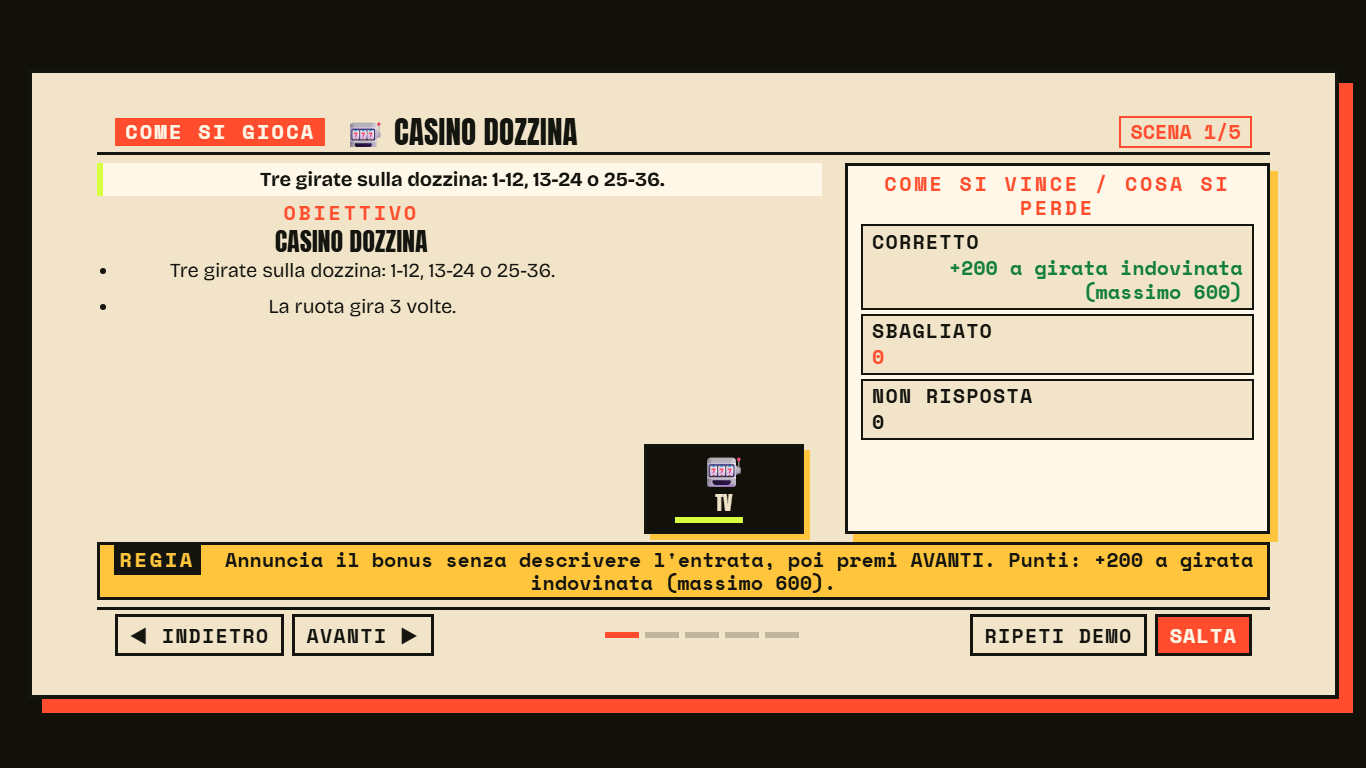 COME SI GIOCA
CASINO DOZZINA
SCENA 1/5
Tre girate sulla dozzina: 1-12, 13-24 o 25-36.
OBIETTIVO
CASINO DOZZINA
• Tre girate sulla dozzina: 1-12, 13-24 o 25-36.
• La ruota gira 3 volte.
TV
COME SI VINCE / COSA SI
PERDE
CORRETTO
+200 a girata indovinata
(massimo 600)
SBAGLIATO
0
NON RISPOSTA
0
REGIA Annuncia il bonus senza descrivere l'entrata, poi premi AVANTI. Punti: +200 a girata
indovinata (massimo 600).
◀ INDIETRO
AVANTI ▶
RIPETI DEMO
SALTA